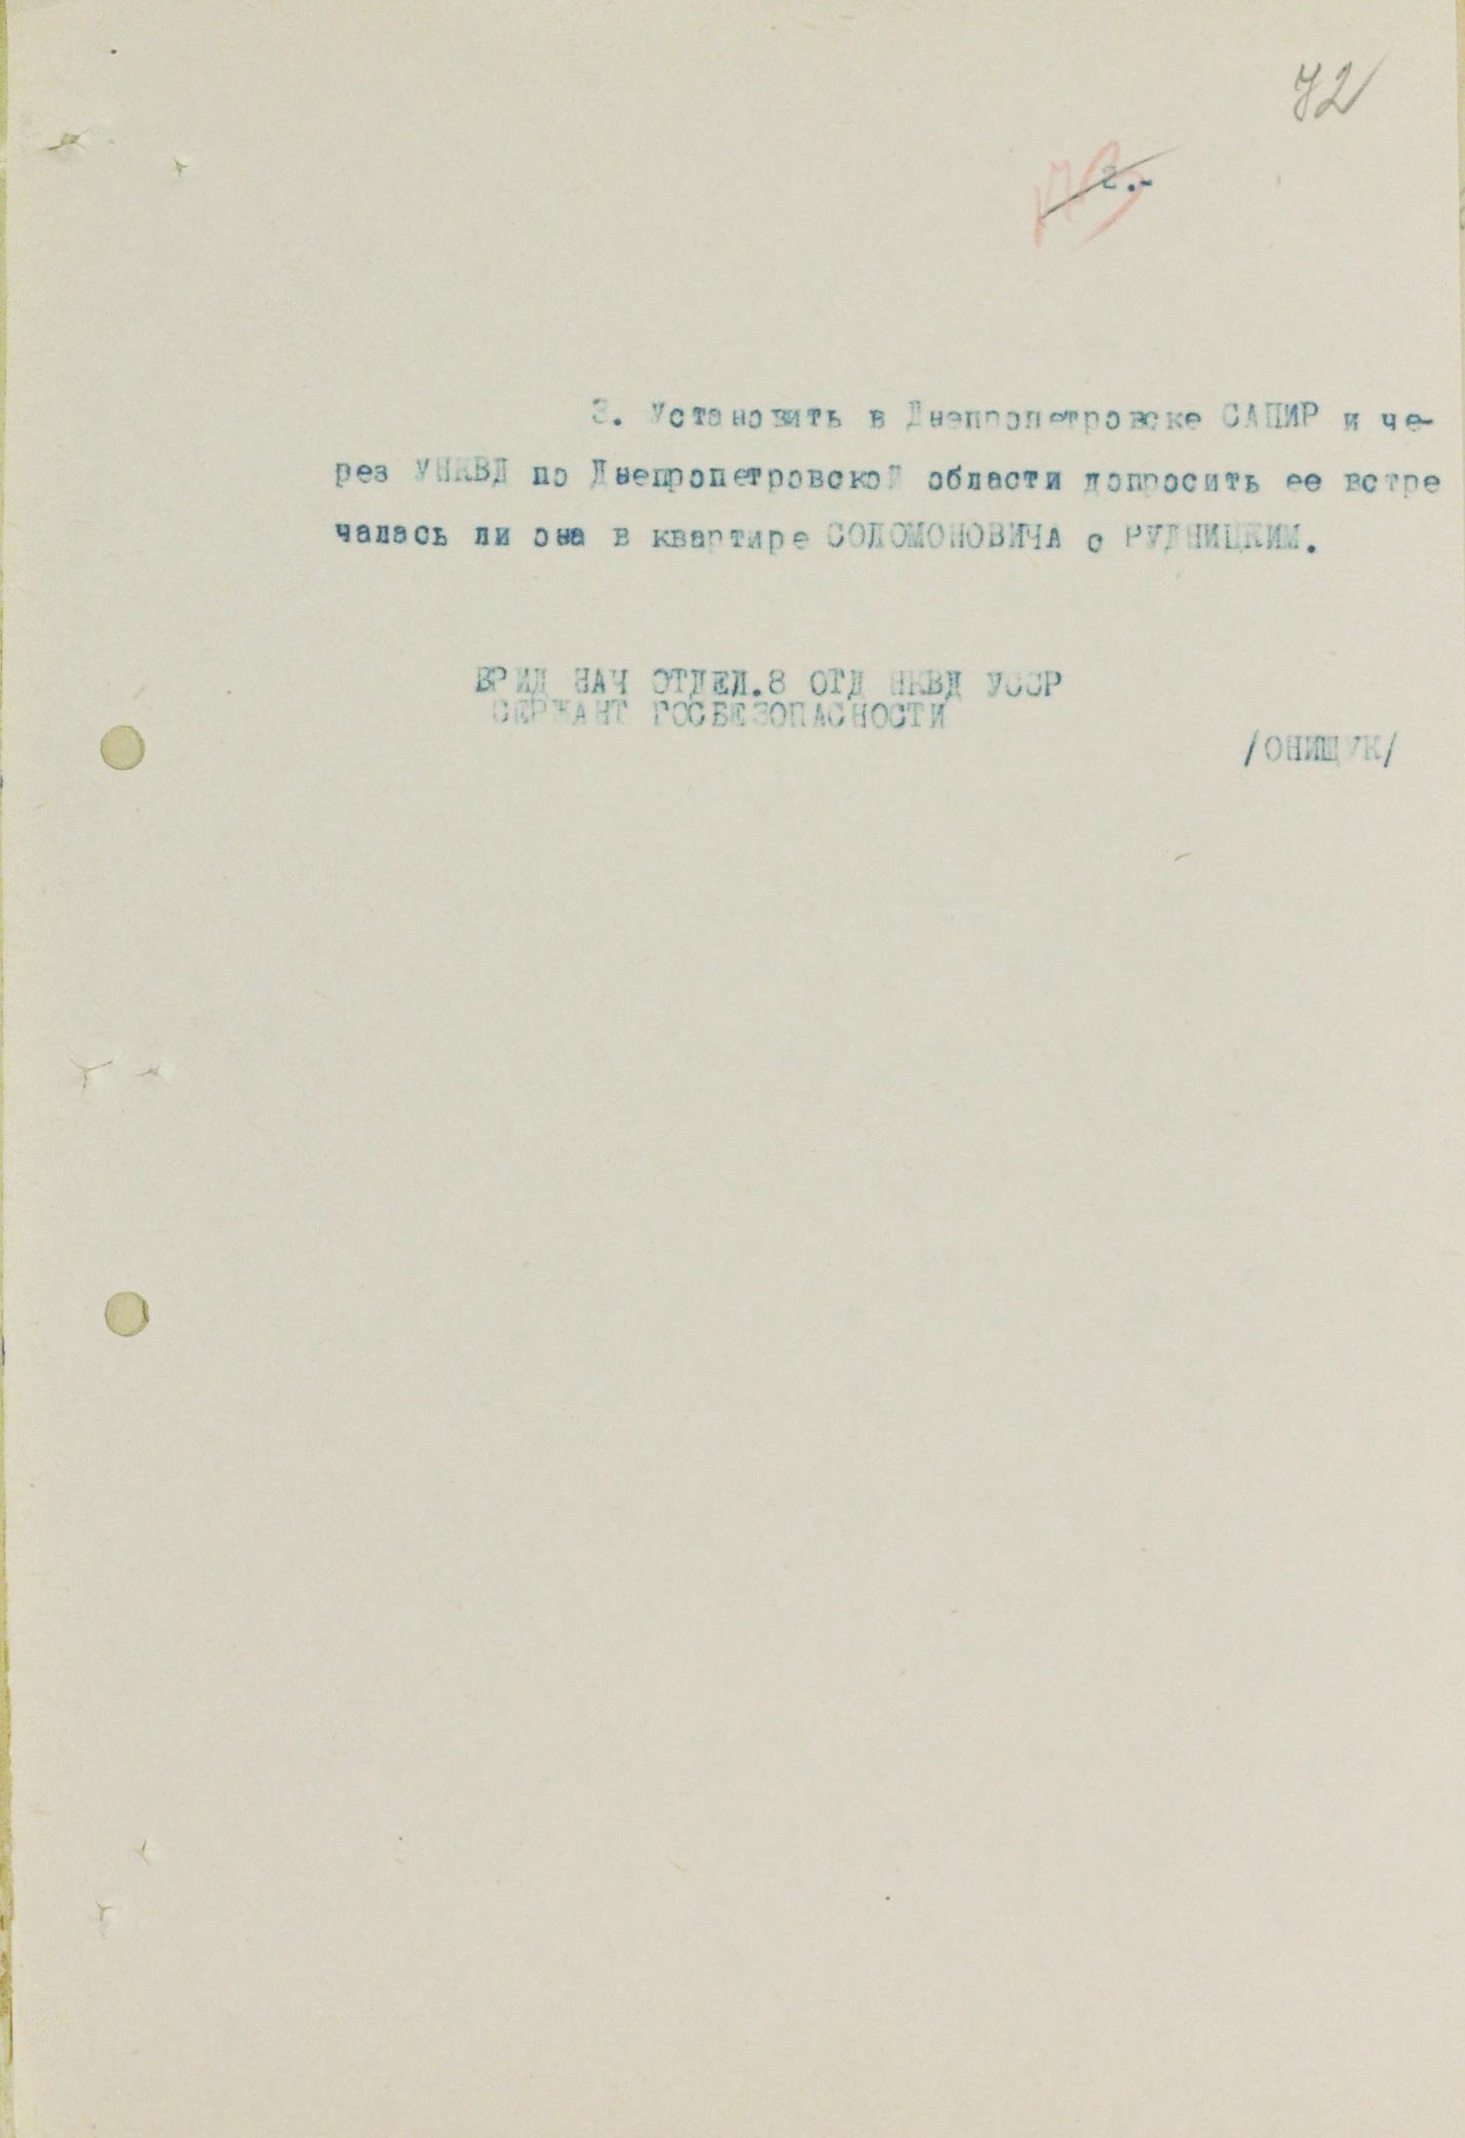 72
2.-
3. Установить в Днепропетровске САПИР и че-
рез УНКВД по Днепропетровской области допросить ее встре
чалась ли она в квартире СОЛОМОНОВИЧА с РУДНИЦКИМ.
ВРИД НАЧ ОТДЕЛ.8 ОТД НКВД УССР
СЕРЖАНТ ГОСБЕЗОПАСНОСТИ
/ОНИЩУК/